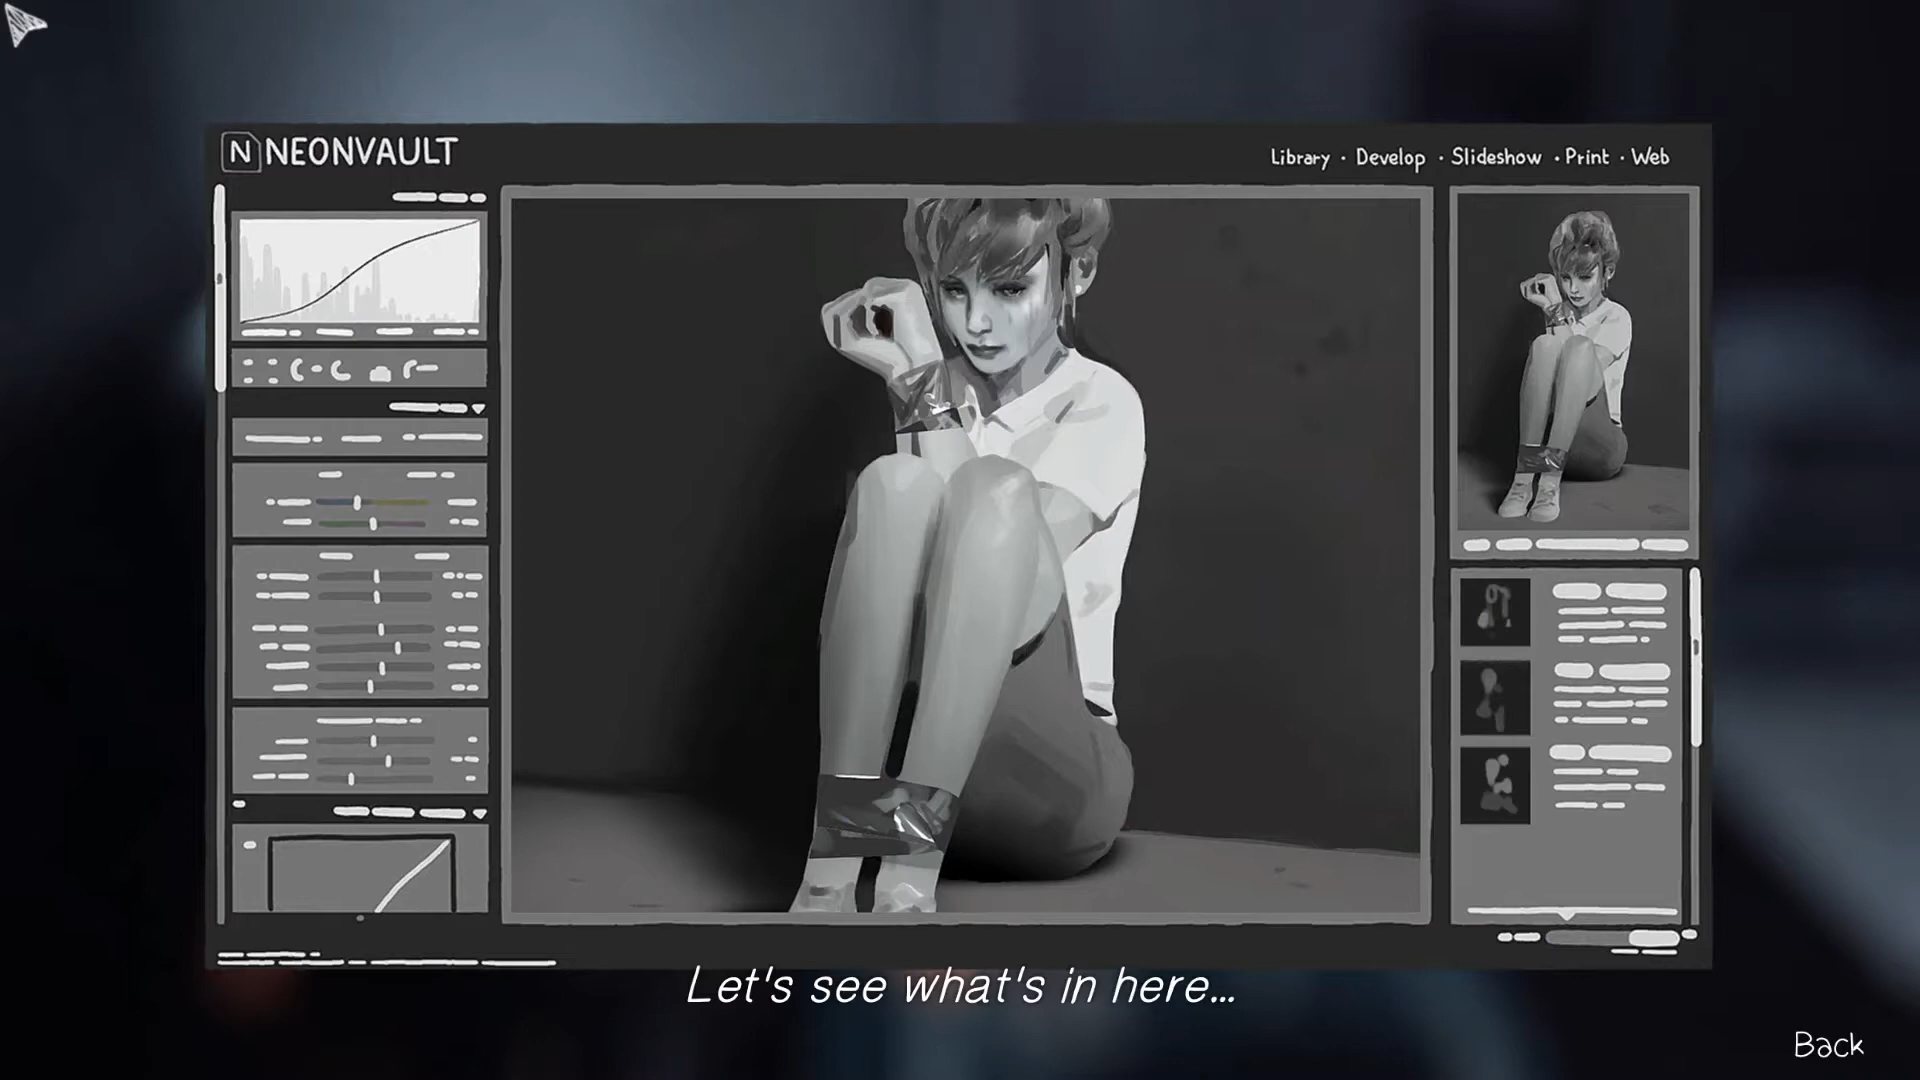 N NEONVAULT
Library · Develop · Slideshow · Print · Web
Let's see what's in here...
Back